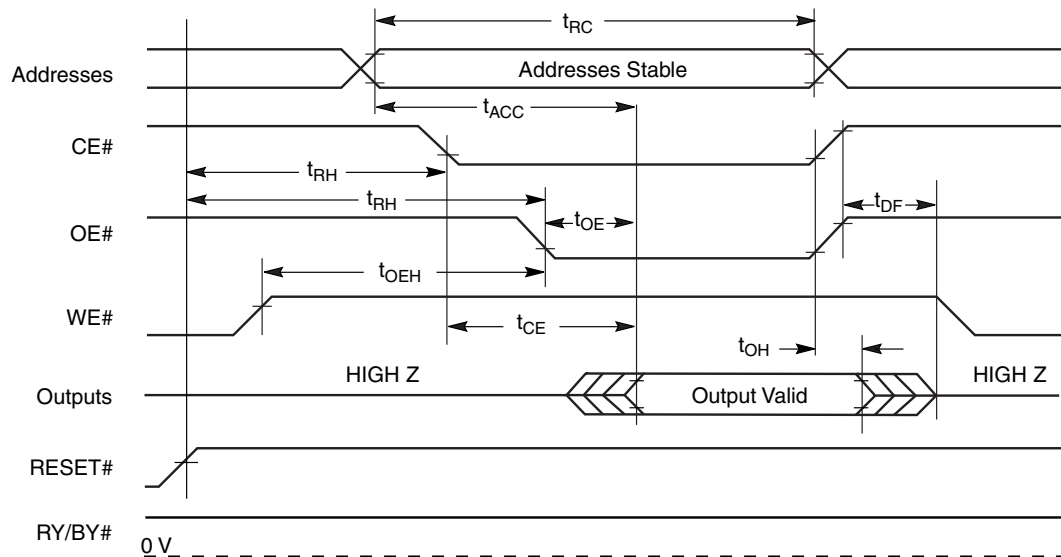 tRC
Addresses
Addresses Stable
tACC
CE#
tRH
tRH
OE#
tOE
tDF
tOEH
WE#
tCE
tOH
HIGH Z
HIGH Z
Outputs
Output Valid
RESET#
RY/BY#
0 V